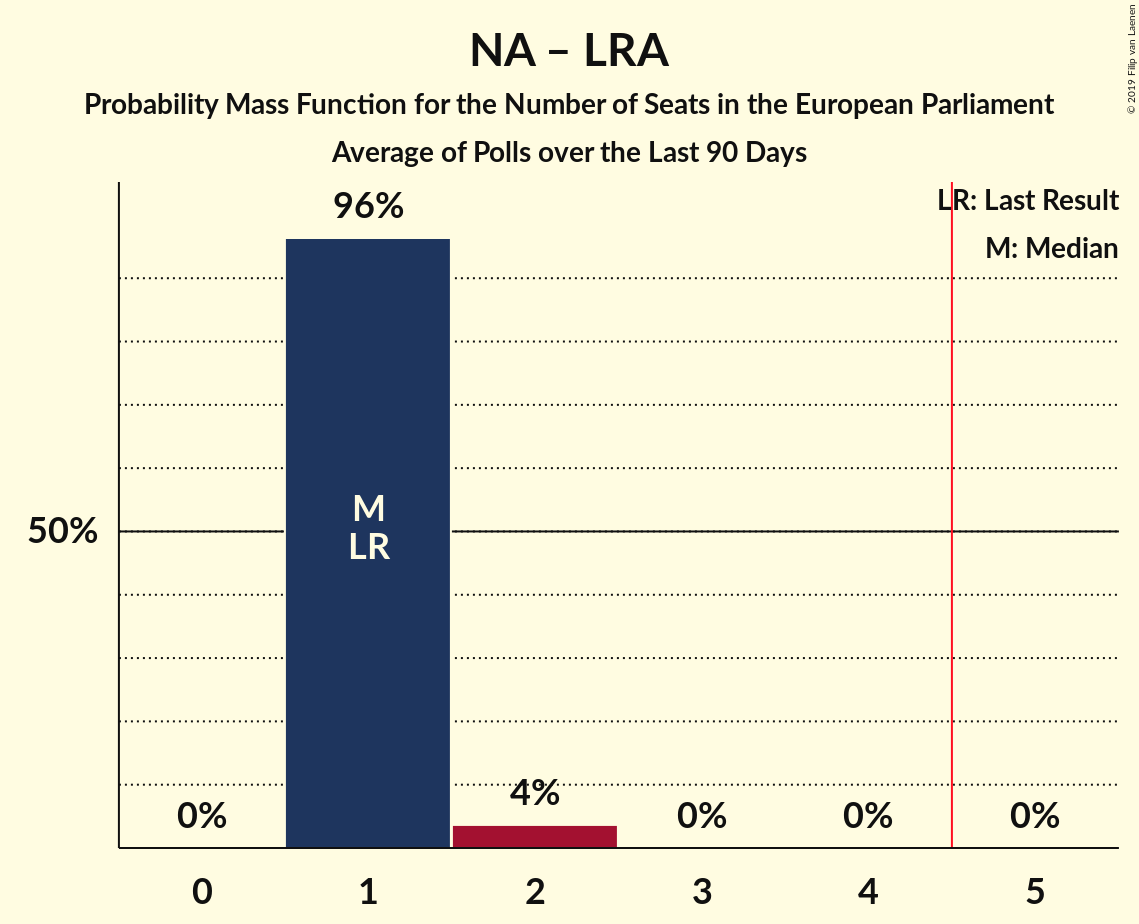 NA – LRA
Probability Mass Function for the Number of Seats in the European Parliament
Average of Polls over the Last 90 Days
© 2019 Filip van Laenen
LR: Last Result
M: Median
96%
M
LR
50%
0%
4%
0%
0%
0%
0
1
2
3
4
5